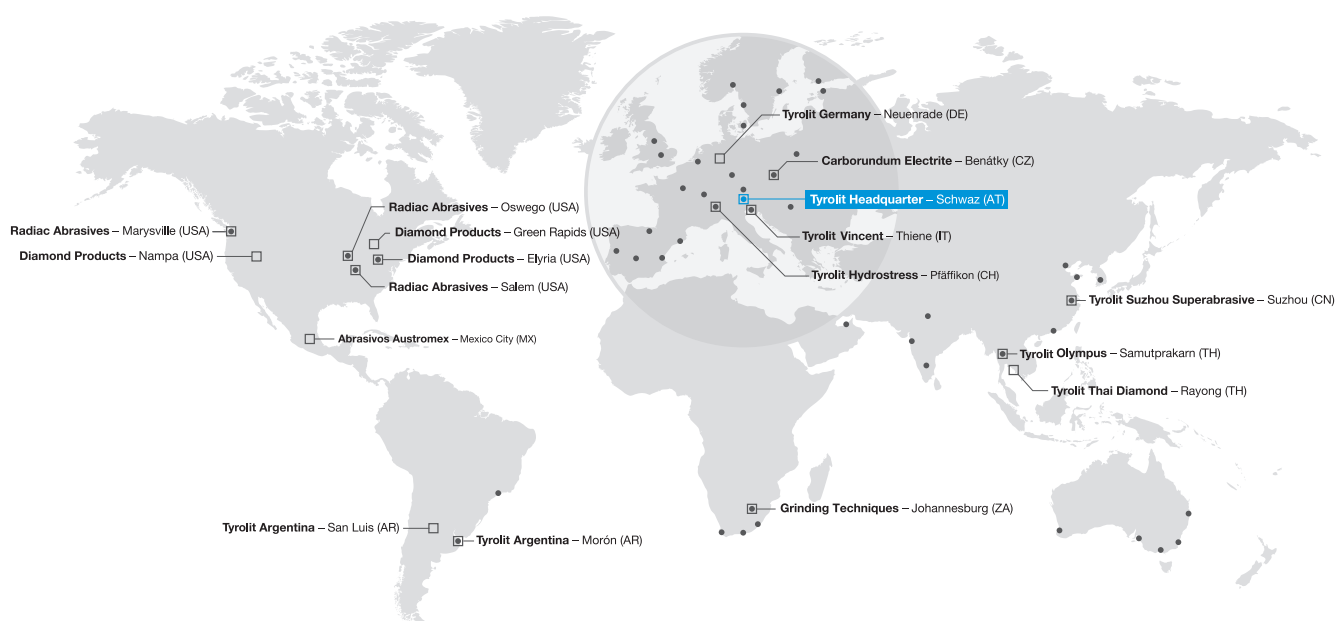 Tyrolit Germany – Neuenrade (DE)
Carborundum Electrite – Benátky (CZ)
Tyrolit Headquarter – Schwaz (AT)
Radiac Abrasives – Oswego (USA)
Radiac Abrasives – Marysville (USA)
Diamond Products – Green Rapids (USA)
Tyrolit Vincent – Thiene (IT)
Diamond Products – Nampa (USA)
Diamond Products – Elyria (USA)
Tyrolit Hydrostress – Pfäffikon (CH)
Radiac Abrasives – Salem (USA)
Tyrolit Suzhou Superabrasive – Suzhou (CN)
Abrasivos Austromex – Mexico City (MX)
Tyrolit Olympus – Samutprakarn (TH)
Tyrolit Thai Diamond – Rayong (TH)
Grinding Techniques – Johannesburg (ZA)
Tyrolit Argentina – San Luis (AR)
Tyrolit Argentina – Morón (AR)